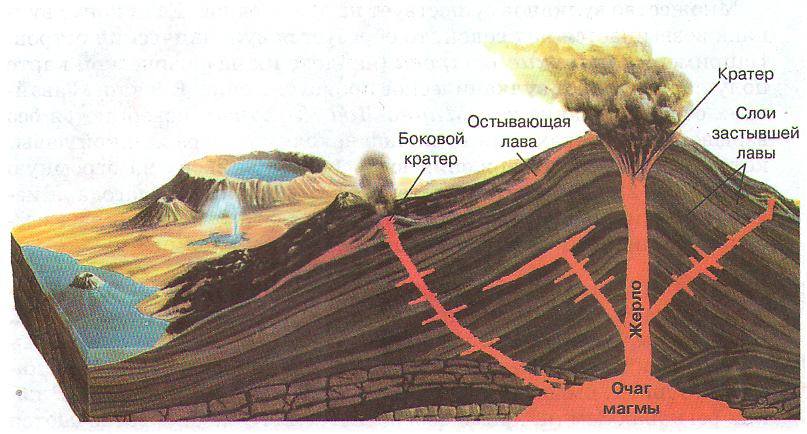 Кратер
Остывающая
лава
Слои
застывшей
лавы
Боковой
кратер
Жерло
Очаг
магмы